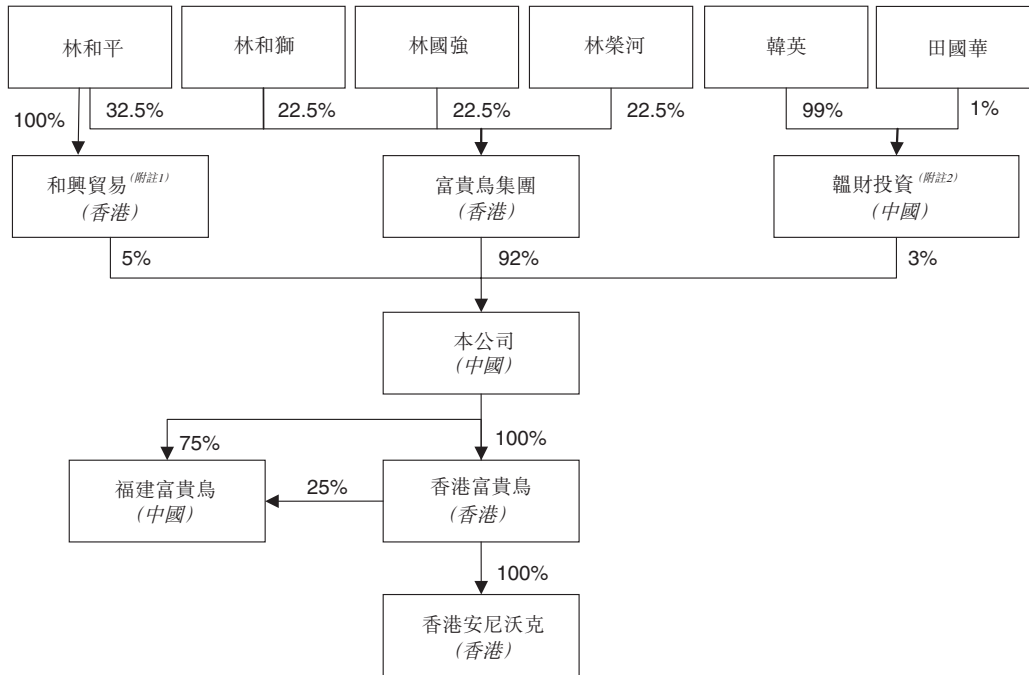 林和平
林和獅
林國強
林榮河
韓英
田國華
100%
32.5%
22.5%
22.5%
22.5%
99%
1%
和興貿易(附註1)
(香港)
富貴鳥集團
(香港)
韞財投資(附註2)
(中國)
5%
92%
3%
本公司
(中國)
75%
100%
福建富貴鳥
(中國)
25%
香港富貴鳥
(香港)
100%
香港安尼沃克
(香港)